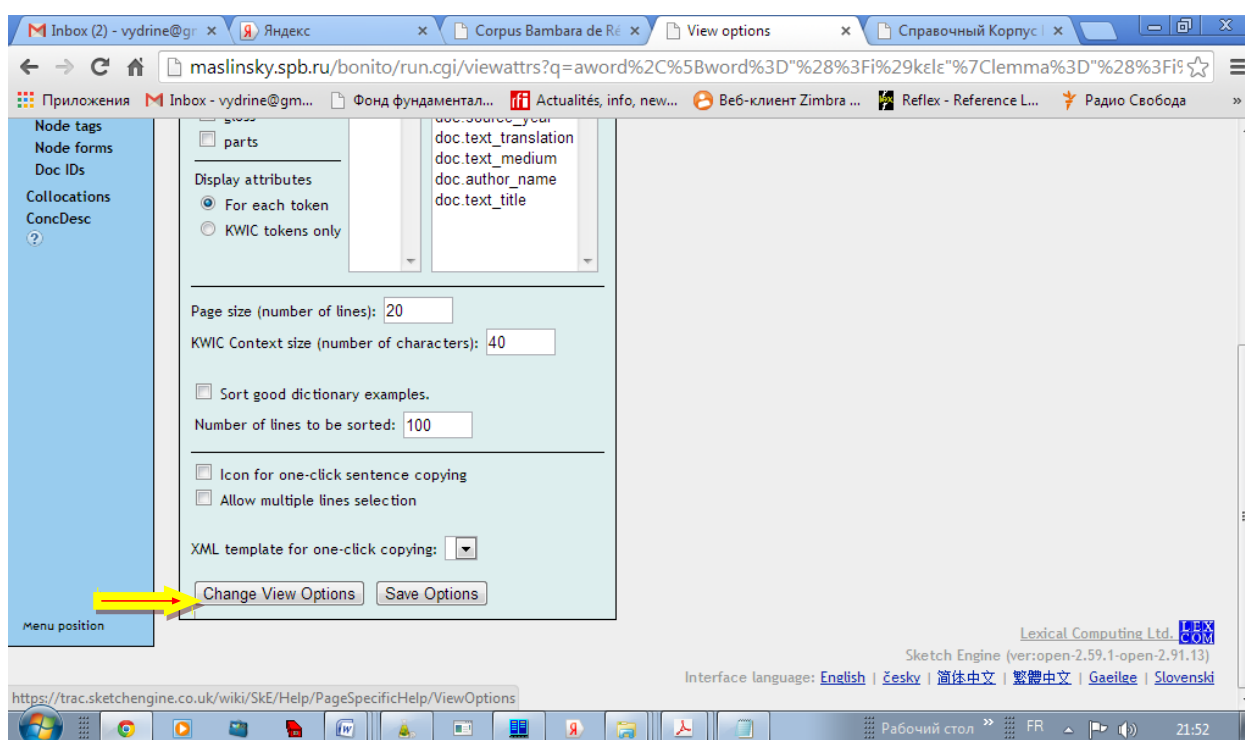 Inbox (2) - vydrine@gr
Яндекс
Corpus Bambara de Ré
View options
Справочный Корпус
maslinsky.spb.ru/bonito/run.cgi/viewattrs?q=aword%2C%5Bword%3D"%28%3Fi%29kɛlɛ"%7Clemma%3D"%28%3Fi%
Приложения
Inbox - vydrine@gm...
Фонд фундаментал...
Actualités, info, new...
Веб-клиент Zimbra ...
Reflex - Reference L...
Радио Свобода
»
Node tags
Node forms
Doc IDs
Collocations
ConcDesc
?
Menu position
gloss
parts
Display attributes
For each token
KWIC tokens only
doc.source_year
doc.text_translation
doc.text_medium
doc.author_name
doc.text_title
Page size (number of lines): 20
KWIC Context size (number of characters): 40
Sort good dictionary examples.
Number of lines to be sorted: 100
Icon for one-click sentence copying
Allow multiple lines selection
XML template for one-click copying:
Change View Options Save Options
Lexical Computing Ltd. LEX COM
Sketch Engine (ver:open-2.59.1-open-2.91.13)
Interface language: English | česky | 简体中文 | 繁體中文 | Gaeilge | Slovenski
https://trac.sketchengine.co.uk/wiki/SkE/Help/PageSpecificHelp/ViewOptions
Рабочий стол » FR 21:52